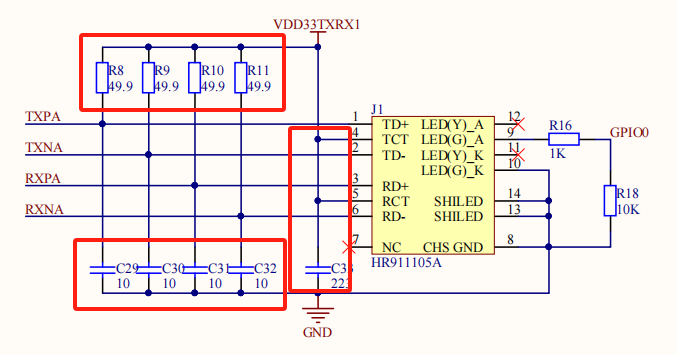 VDD33TXRX1
R8
49.9
R9
49.9
R10
49.9
R11
49.9
J1
TXPA
TXNA
RXPA
RXNA
1
4
2
3
5
6
7
TD+
TCT
TD-
RD+
RCT
RD-
NC
LED(Y)_A
LED(G)_A
LED(Y)_K
LED(G)_K
SHILED
SHILED
CHS GND
12
9
11
10
14
13
8
HR911105A
R16
1K
GPIO0
R18
10K
C29
10
C30
10
C31
10
C32
10
GND